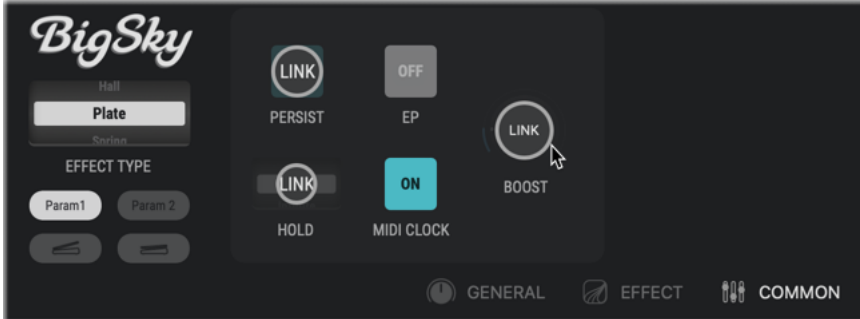 BigSky
Hall
Plate
Spring
EFFECT TYPE
Param1
Param 2
LINK
PERSIST
OFF
EP
LINK
BOOST
LINK
HOLD
ON
MIDI CLOCK
GENERAL
EFFECT
COMMON